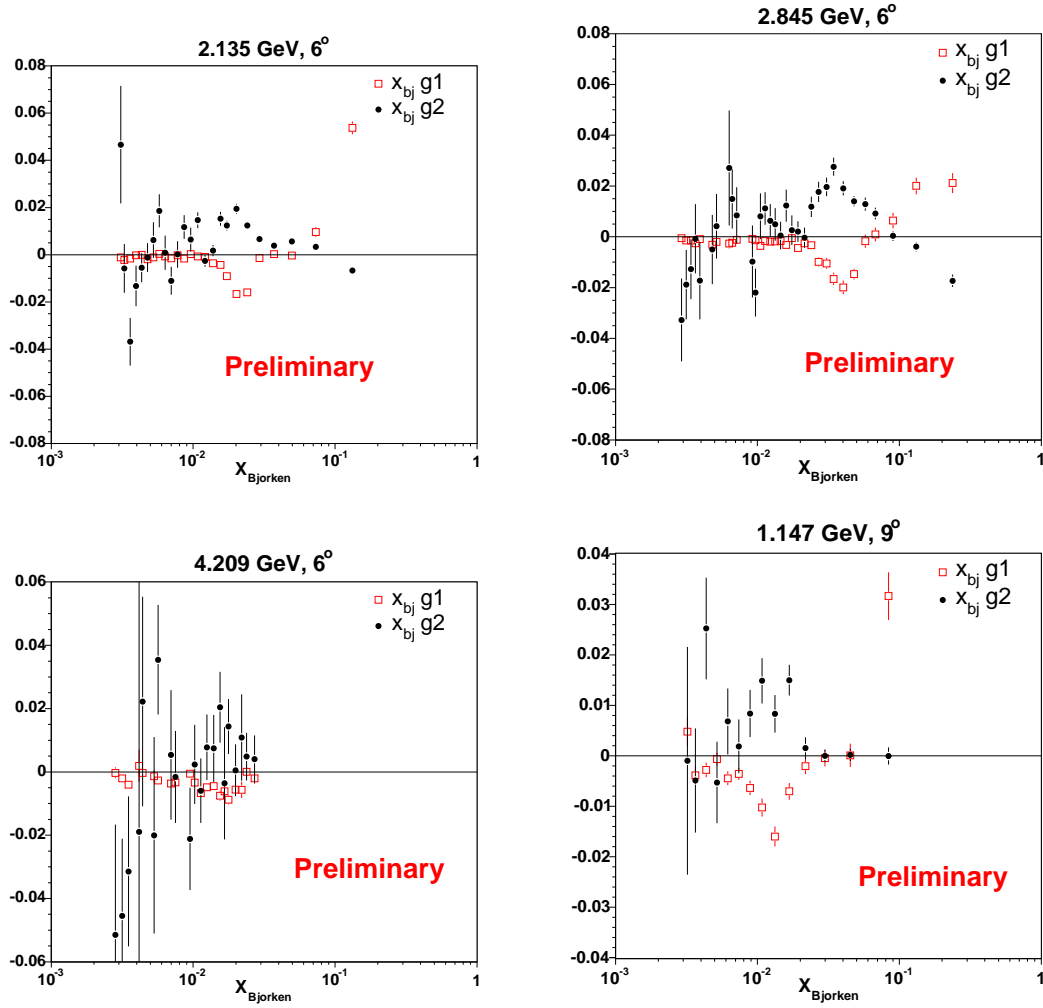 2.135 GeV, 6°
x_bj g1
x_bj g2
0.08
0.06
0.04
0.02
0
-0.02
-0.04
-0.06
-0.08
Preliminary
10^-3
10^-2
10^-1
1
X_Bjorken
2.845 GeV, 6°
x_bj g1
x_bj g2
0.08
0.06
0.04
0.02
0
-0.02
-0.04
-0.06
-0.08
Preliminary
10^-3
10^-2
10^-1
1
X_Bjorken
4.209 GeV, 6°
x_bj g1
x_bj g2
0.06
0.04
0.02
0
-0.02
-0.04
-0.06
Preliminary
10^-3
10^-2
10^-1
1
X_Bjorken
1.147 GeV, 9°
x_bj g1
x_bj g2
0.04
0.03
0.02
0.01
0
-0.01
-0.02
-0.03
-0.04
Preliminary
10^-3
10^-2
10^-1
1
X_Bjorken